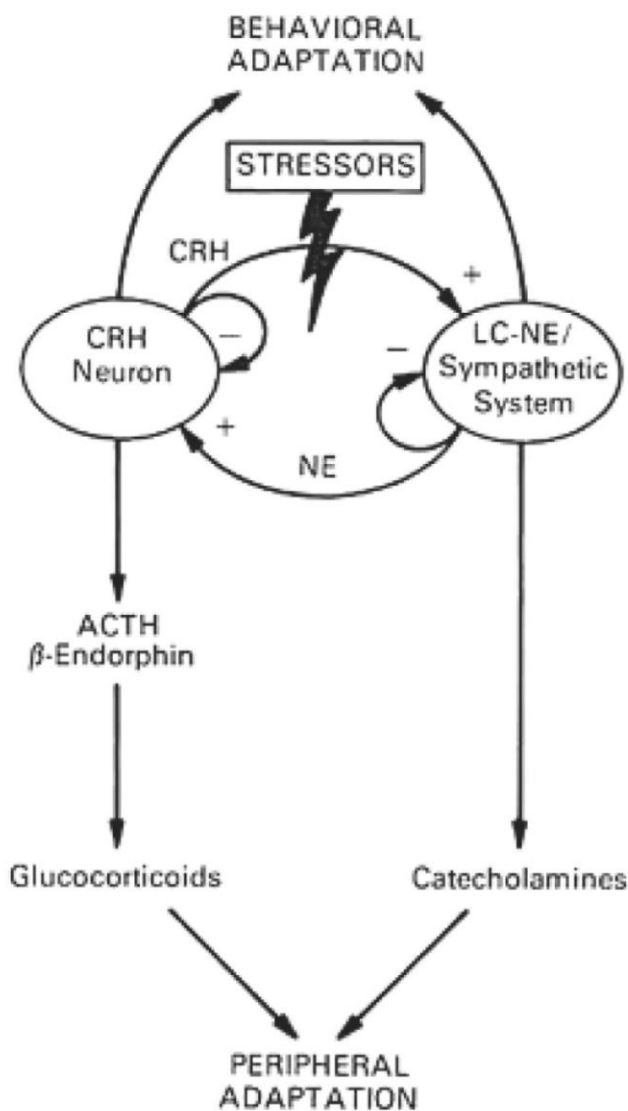 BEHAVIORAL
ADAPTATION
STRESSORS
CRH
+
CRH
Neuron
−
−
LC-NE/
Sympathetic
System
+
NE
ACTH
β-Endorphin
Glucocorticoids
Catecholamines
PERIPHERAL
ADAPTATION